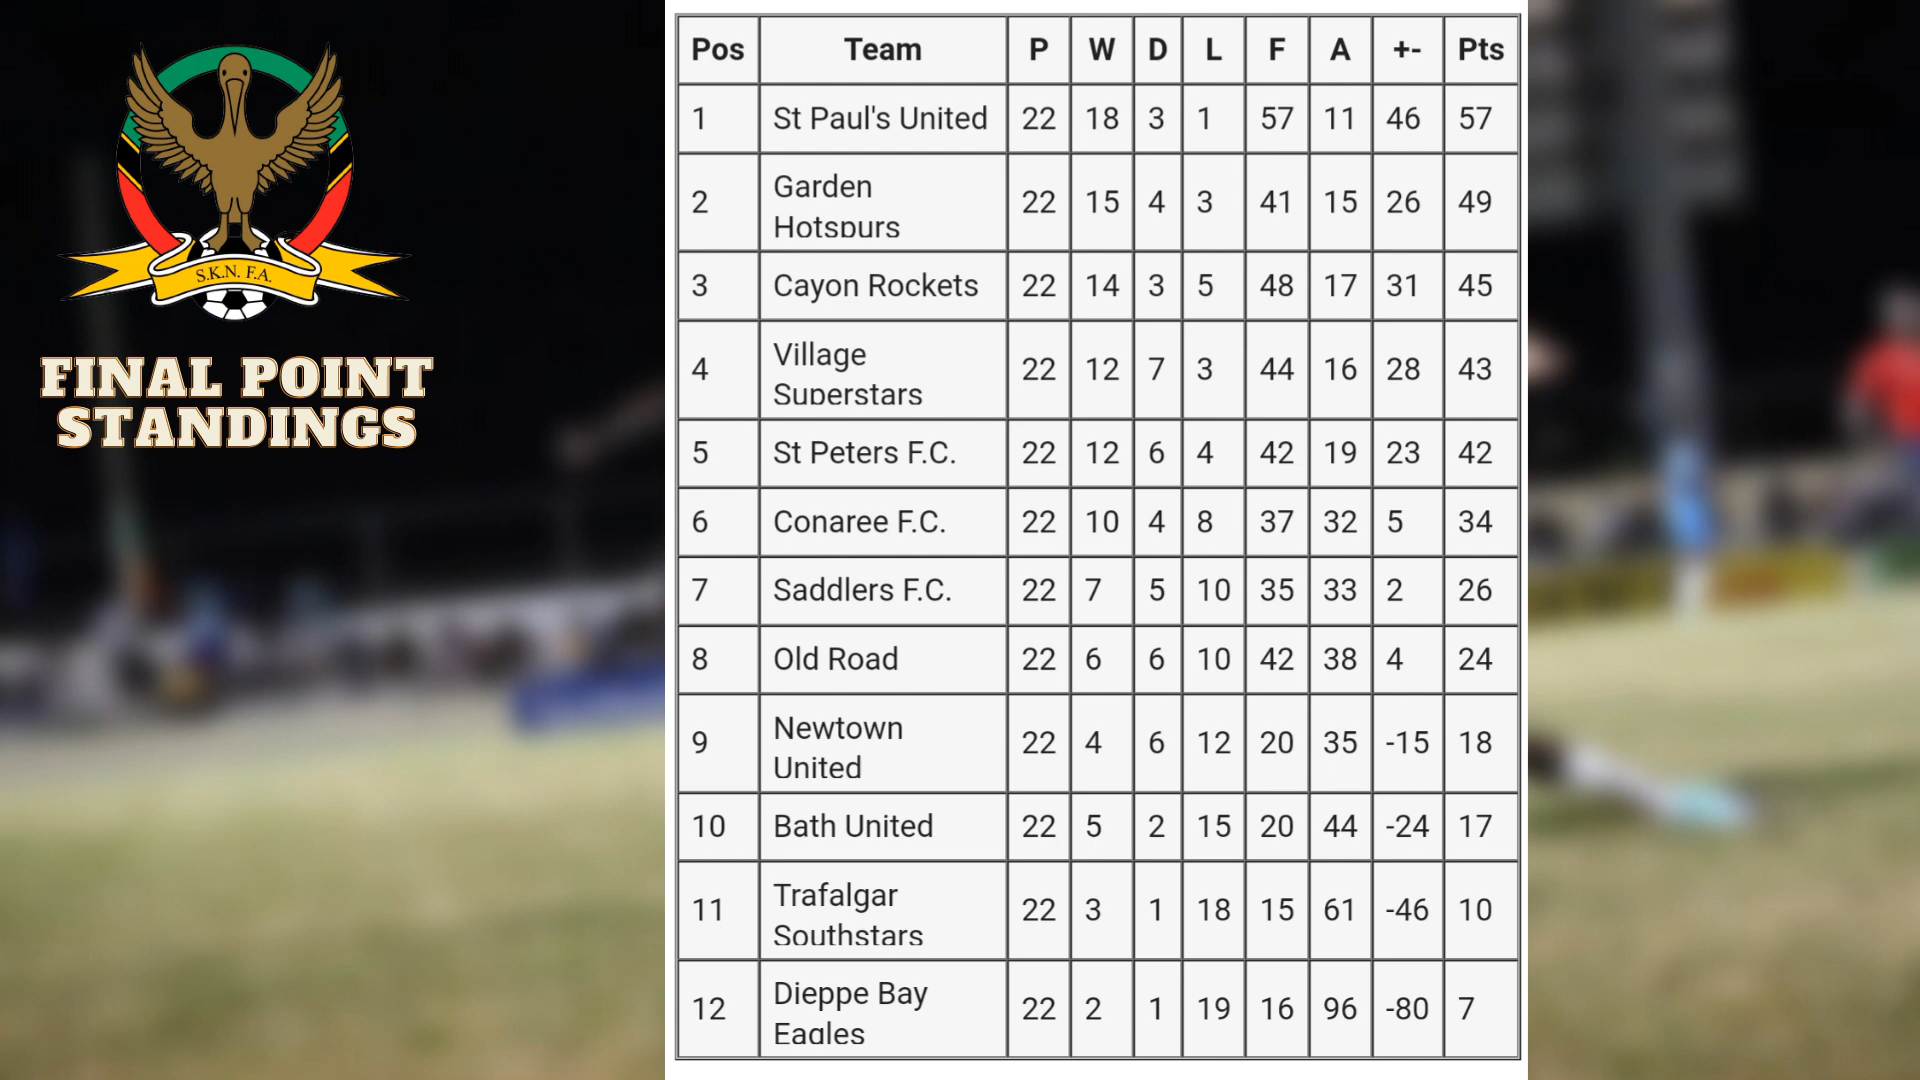 S.K.N. F.A.
FINAL POINT
STANDINGS
Pos Team P W D L F A +- Pts
1 St Paul's United 22 18 3 1 57 11 46 57
2 Garden
Hotspurs 22 15 4 3 41 15 26 49
3 Cayon Rockets 22 14 3 5 48 17 31 45
4 Village
Superstars 22 12 7 3 44 16 28 43
5 St Peters F.C. 22 12 6 4 42 19 23 42
6 Conaree F.C. 22 10 4 8 37 32 5 34
7 Saddlers F.C. 22 7 5 10 35 33 2 26
8 Old Road 22 6 6 10 42 38 4 24
9 Newtown
United 22 4 6 12 20 35 -15 18
10 Bath United 22 5 2 15 20 44 -24 17
11 Trafalgar
Southstars 22 3 1 18 15 61 -46 10
12 Dieppe Bay
Eagles 22 2 1 19 16 96 -80 7